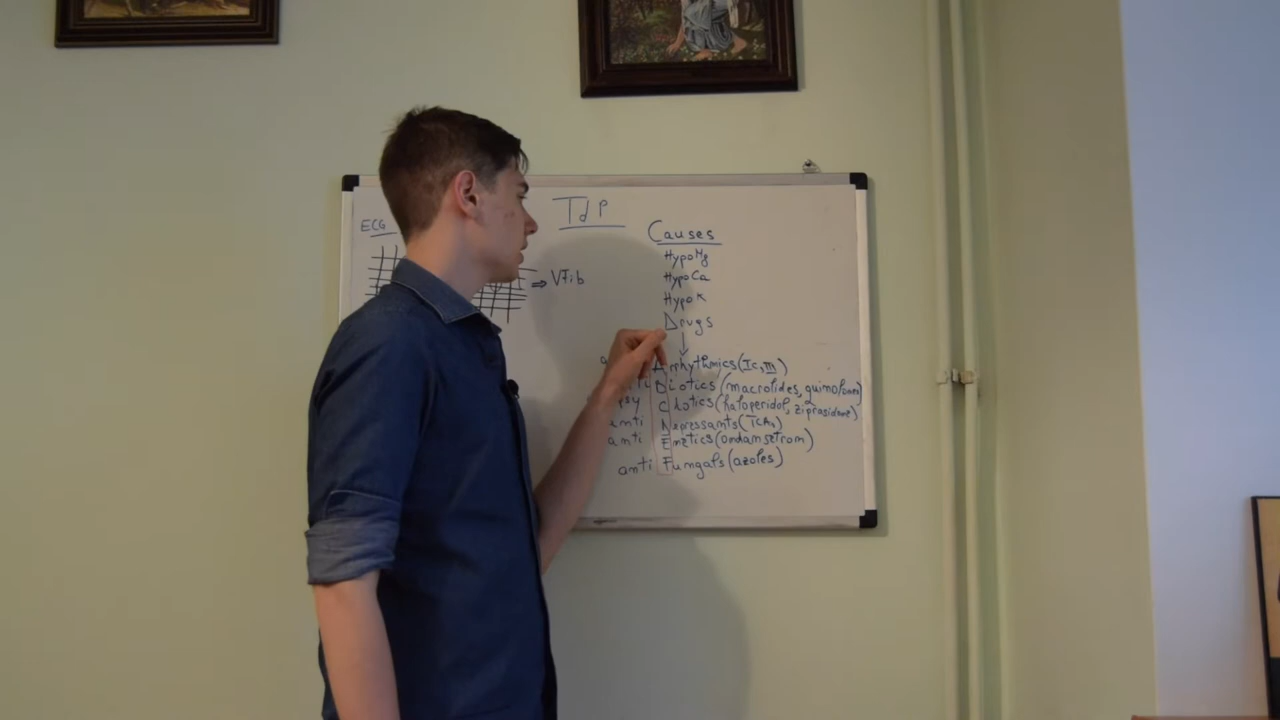 TdP
ECG
Causes
HypoMg
HypoCa
⇒ VFib
HypoK
Drugs
Arrhythmics (Ic, III)
Biotics (macrolides, quinolones)
psy Chotics (haloperidol, ziprasidone)
anti Depressants (TCAs)
anti Emetics (ondansetrom)
anti Fungals (azoles)